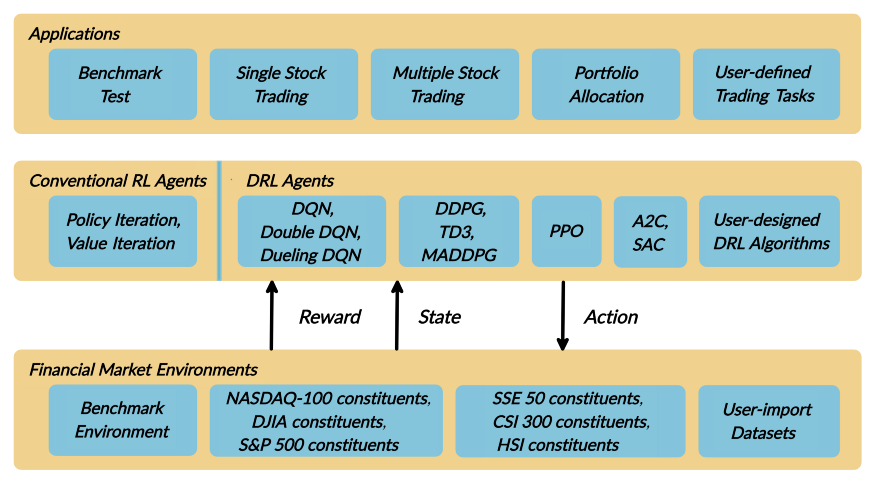 Applications
Benchmark
Test
Single Stock
Trading
Multiple Stock
Trading
Portfolio
Allocation
User-defined
Trading Tasks
Conventional RL Agents
DRL Agents
Policy Iteration,
Value Iteration
DQN,
Double DQN,
Dueling DQN
DDPG,
TD3,
MADDPG
PPO
A2C,
SAC
User-designed
DRL Algorithms
Reward
State
Action
Financial Market Environments
Benchmark
Environment
NASDAQ-100 constituents,
DJIA constituents,
S&P 500 constituents
SSE 50 constituents,
CSI 300 constituents,
HSI constituents
User-import
Datasets